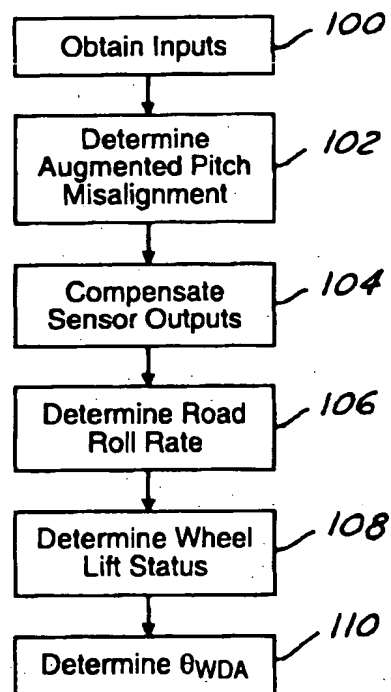 Obtain Inputs
100
Determine
Augmented Pitch
Misalignment
102
Compensate
Sensor Outputs
104
Determine Road
Roll Rate
106
Determine Wheel
Lift Status
108
Determine θWDA
110